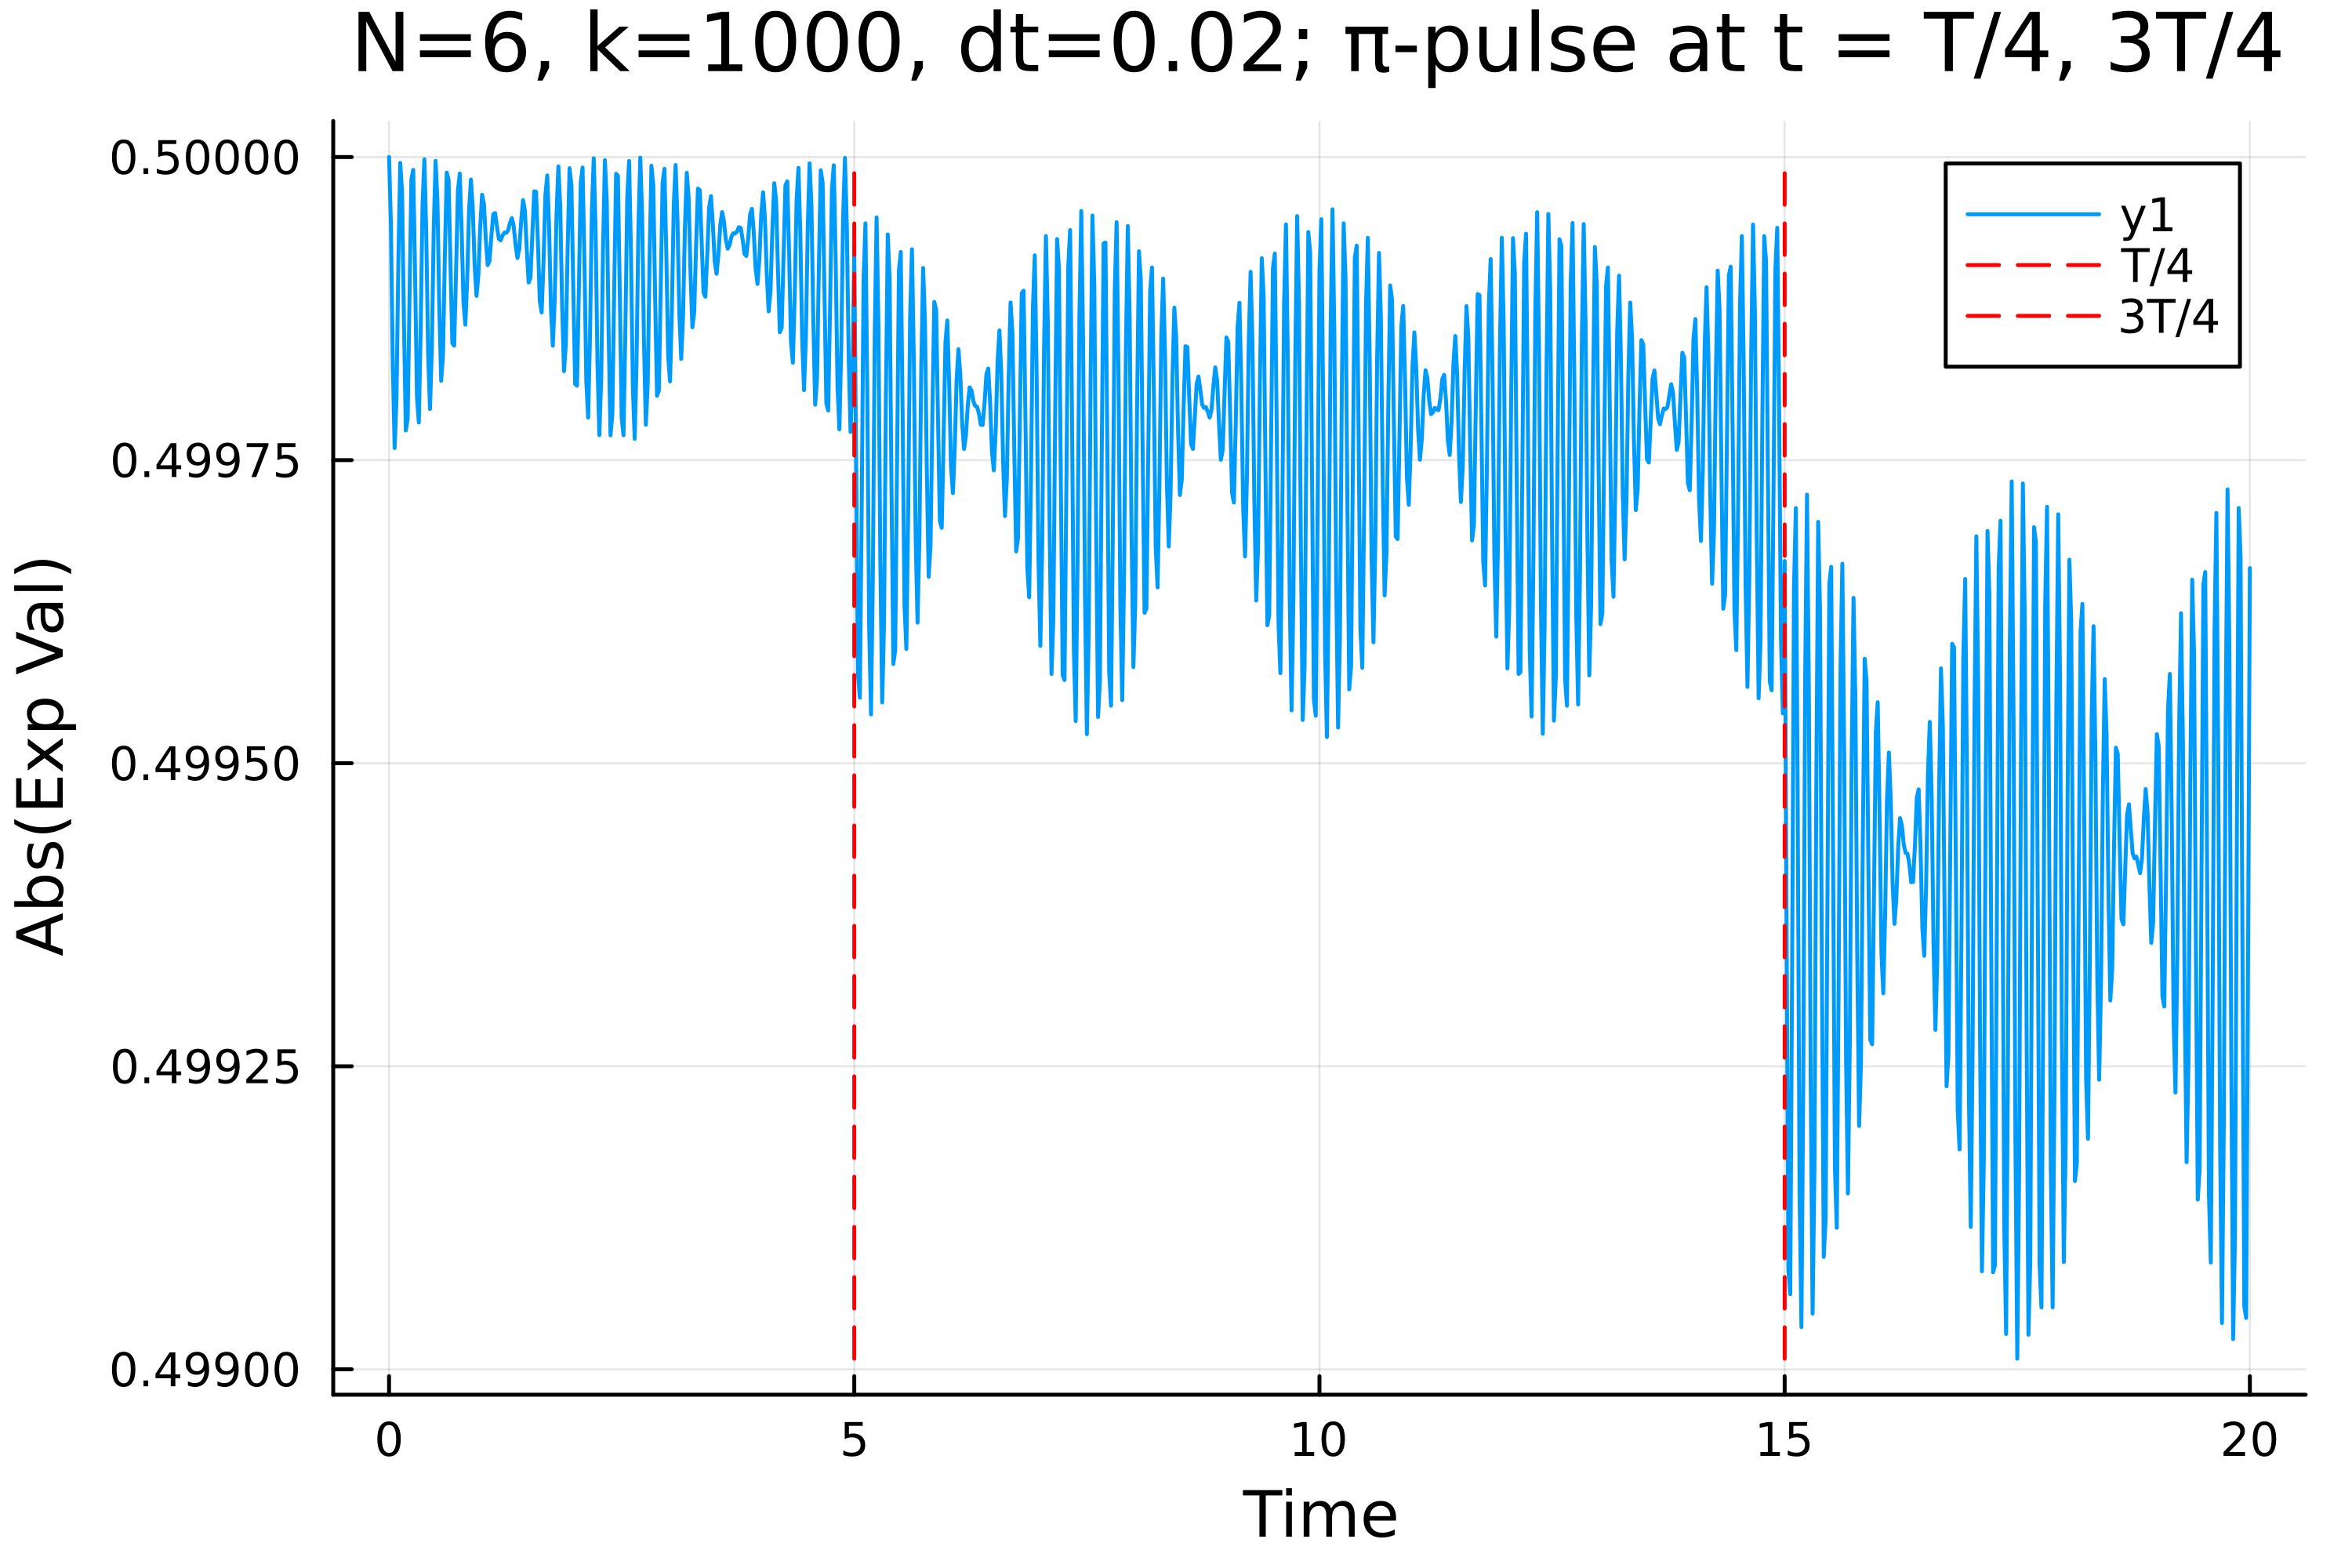 N=6, k=1000, dt=0.02; π-pulse at t = T/4, 3T/4
0.50000
0.49975
0.49950
0.49925
0.49900
Abs(Exp Val)
y1
T/4
3T/4
0 5 10 15 20
Time